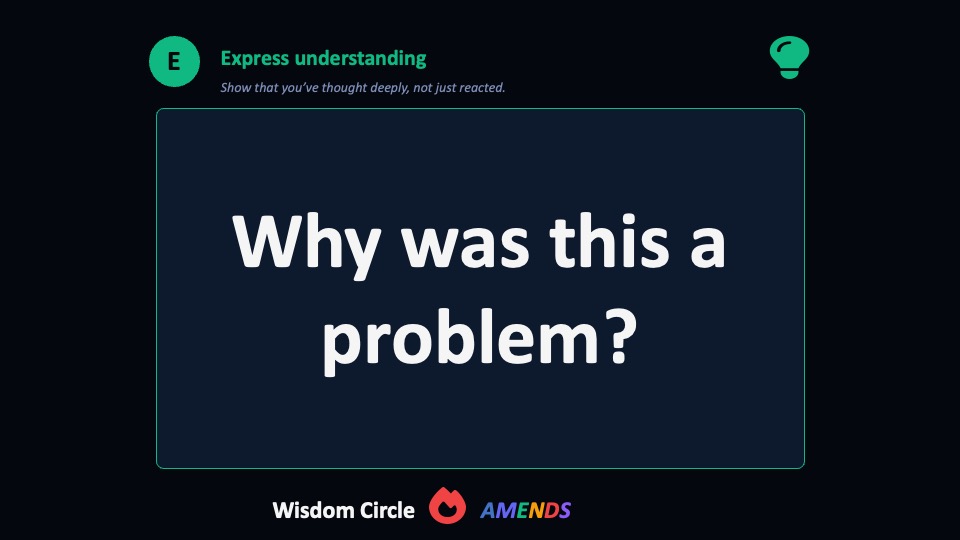 E
Express understanding
Show that you've thought deeply, not just reacted.
Why was this a
problem?
Wisdom Circle AMENDS